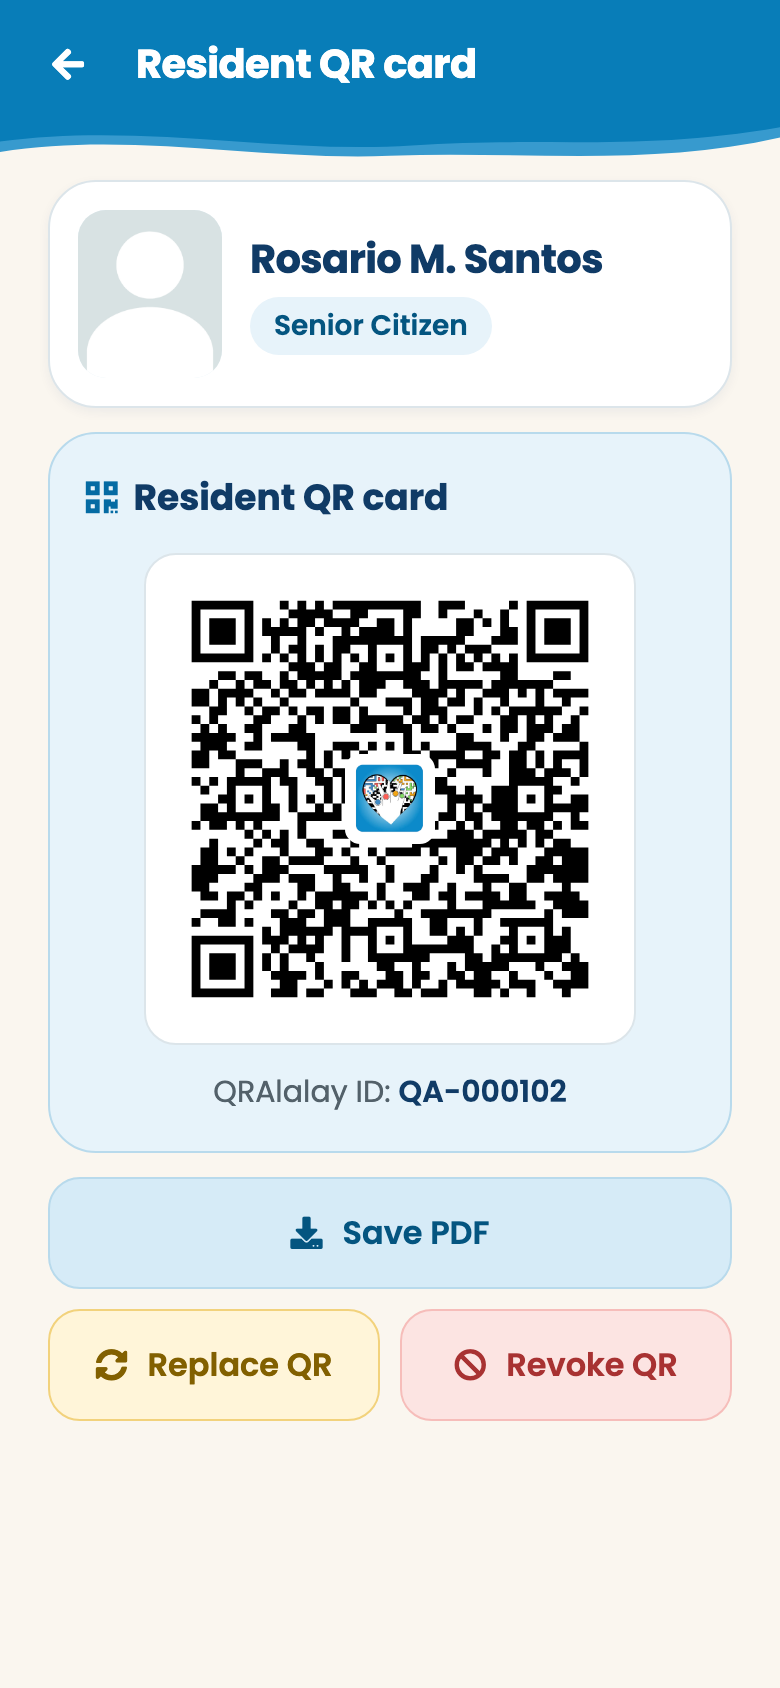 Resident QR card
Rosario M. Santos
Senior Citizen
Resident QR card
QRAlalay ID: QA-000102
Save PDF
Replace QR
Revoke QR